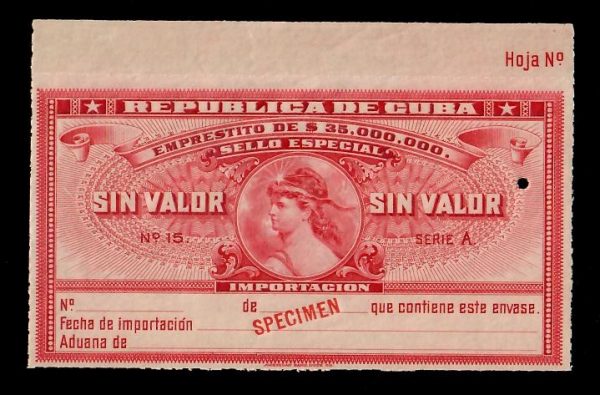 Hoja Nº
REPUBLICA DE CUBA
EMPRESTITO DE $ 35,000,000.
SELLO ESPECIAL
SIN VALOR SIN VALOR
Nº 15. SERIE A.
IMPORTACION
Nº de que contiene este envase.
SPECIMEN
Fecha de importación
Aduana de